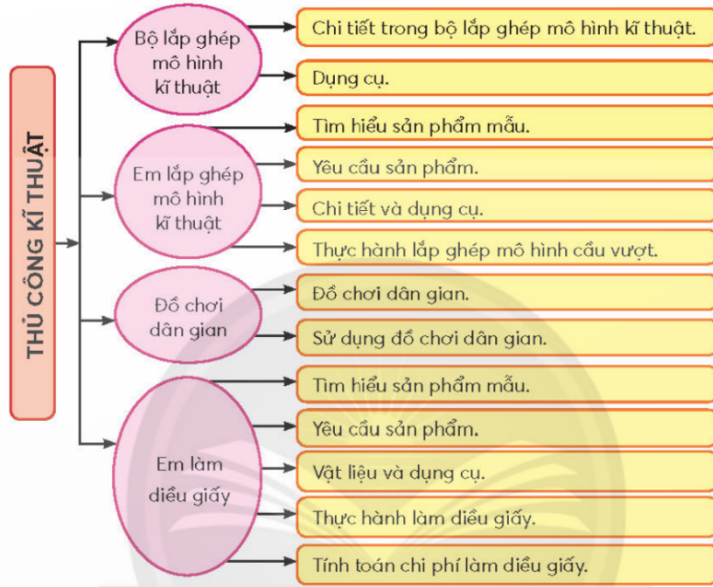 THỦ CÔNG KĨ THUẬT
Bộ lắp ghép
mô hình
kĩ thuật
Chi tiết trong bộ lắp ghép mô hình kĩ thuật.
Dụng cụ.
Em lắp ghép
mô hình
kĩ thuật
Tìm hiểu sản phẩm mẫu.
Yêu cầu sản phẩm.
Chi tiết và dụng cụ.
Thực hành lắp ghép mô hình cầu vượt.
Đồ chơi
dân gian
Đồ chơi dân gian.
Sử dụng đồ chơi dân gian.
Em làm
diều giấy
Tìm hiểu sản phẩm mẫu.
Yêu cầu sản phẩm.
Vật liệu và dụng cụ.
Thực hành làm diều giấy.
Tính toán chi phí làm diều giấy.